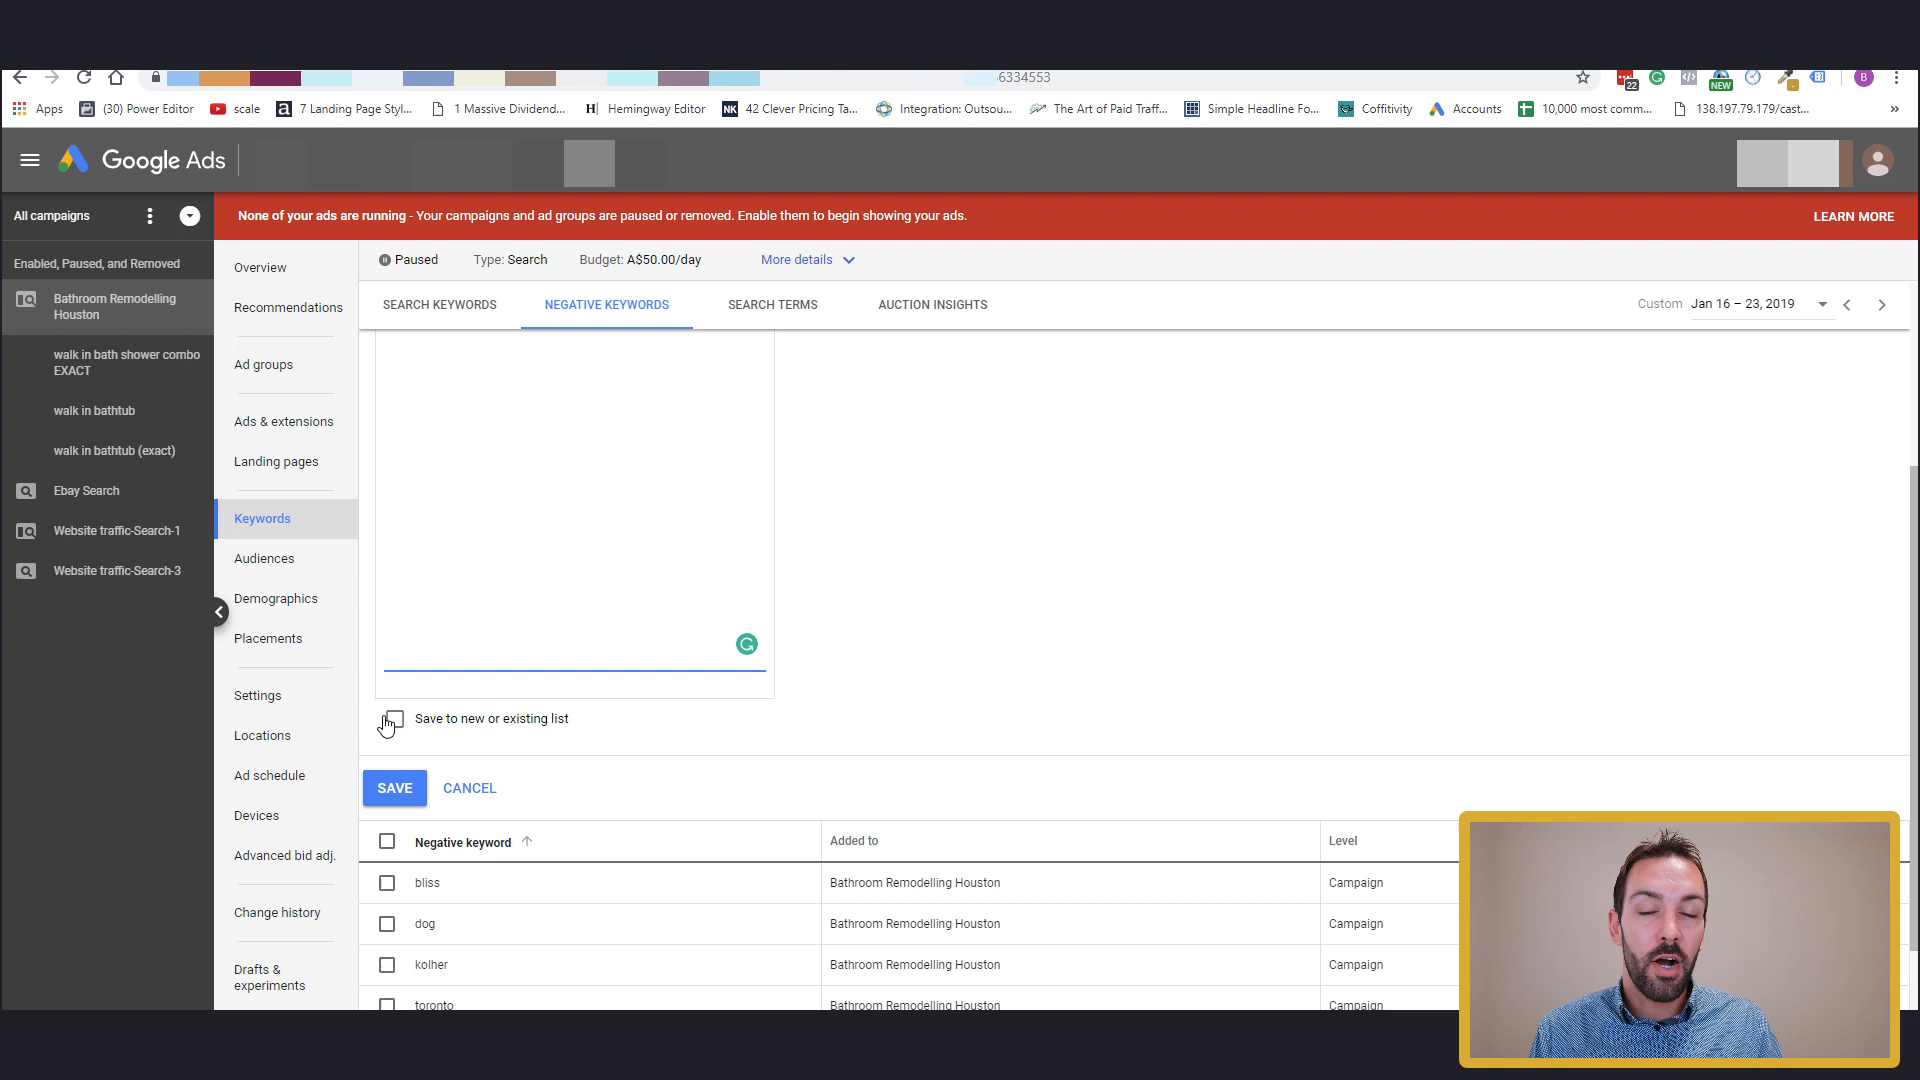 6334553
22
NEW
B
Apps
(30) Power Editor
scale
7 Landing Page Styl...
1 Massive Dividend...
Hemingway Editor
NK
42 Clever Pricing Ta...
Integration: Outsou...
The Art of Paid Traff...
Simple Headline Fo...
Coffitivity
Accounts
10,000 most comm...
138.197.79.179/cast...
Google Ads
All campaigns
None of your ads are running - Your campaigns and ad groups are paused or removed. Enable them to begin showing your ads.
LEARN MORE
Enabled, Paused, and Removed
Bathroom Remodelling
Houston
walk in bath shower combo
EXACT
walk in bathtub
walk in bathtub (exact)
Ebay Search
Website traffic-Search-1
Website traffic-Search-3
Overview
Recommendations
Ad groups
Ads & extensions
Landing pages
Keywords
Audiences
Demographics
Placements
Settings
Locations
Ad schedule
Devices
Advanced bid adj.
Change history
Drafts &
experiments
Paused
Type: Search
Budget: A$50.00/day
More details
SEARCH KEYWORDS
NEGATIVE KEYWORDS
SEARCH TERMS
AUCTION INSIGHTS
Custom Jan 16 – 23, 2019
Save to new or existing list
SAVE
CANCEL
Negative keyword
Added to
Level
bliss
Bathroom Remodelling Houston
Campaign
dog
Bathroom Remodelling Houston
Campaign
kolher
Bathroom Remodelling Houston
Campaign
toronto
Bathroom Remodelling Houston
Campaign